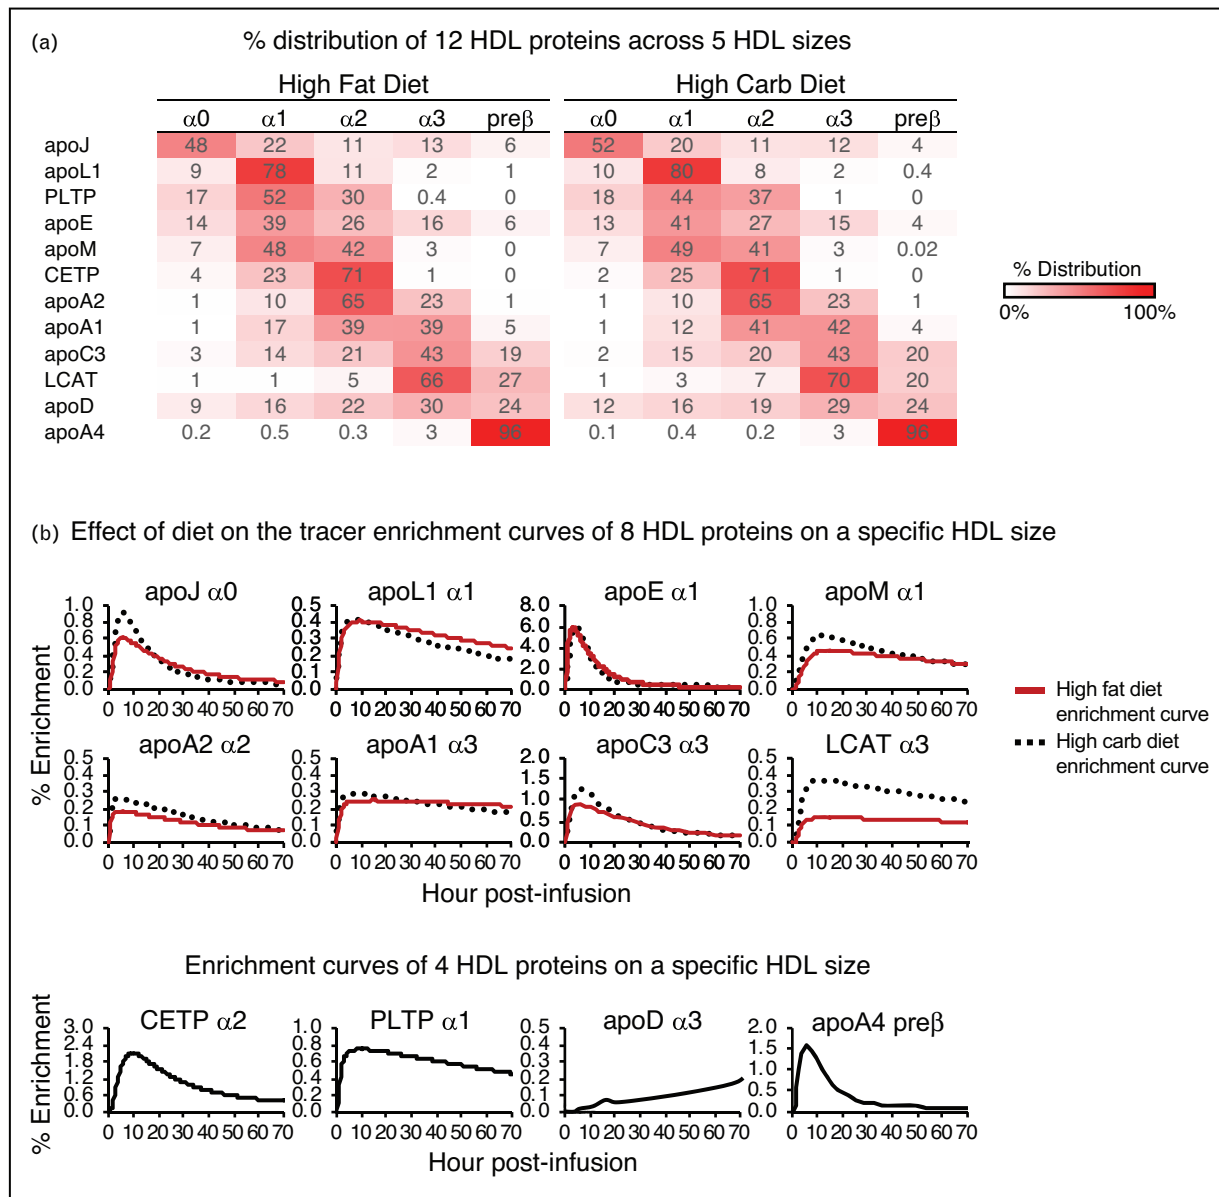 (a) % distribution of 12 HDL proteins across 5 HDL sizes
High Fat Diet High Carb Diet
α0 α1 α2 α3 preβ α0 α1 α2 α3 preβ
apoJ 48 22 11 13 6 52 20 11 12 4
apoL1 9 78 11 2 1 10 80 8 2 0.4
PLTP 17 52 30 0.4 0 18 44 37 1 0
apoE 14 39 26 16 6 13 41 27 15 4
apoM 7 48 42 3 0 7 49 41 3 0.02
CETP 4 23 71 1 0 2 25 71 1 0
apoA2 1 10 65 23 1 1 10 65 23 1
apoA1 1 17 39 39 5 1 12 41 42 4
apoC3 3 14 21 43 19 2 15 20 43 20
LCAT 1 1 5 66 27 1 3 7 70 20
apoD 9 16 22 30 24 12 16 19 29 24
apoA4 0.2 0.5 0.3 3 96 0.1 0.4 0.2 3 96
% Distribution
0% 100%
(b) Effect of diet on the tracer enrichment curves of 8 HDL proteins on a specific HDL size
% Enrichment
apoJ α0
1.0
0.8
0.6
0.4
0.2
0.0
0 10 20 30 40 50 60 70
apoL1 α1
0.5
0.4
0.3
0.2
0.1
0.0
0 10 20 30 40 50 60 70
apoE α1
8.0
6.0
4.0
2.0
0.0
0 10 20 30 40 50 60 70
apoM α1
1.0
0.8
0.6
0.4
0.2
0.0
0 10 20 30 40 50 60 70
apoA2 α2
0.5
0.4
0.3
0.2
0.1
0.0
0 10 20 30 40 50 60 70
apoA1 α3
0.5
0.4
0.3
0.2
0.1
0.0
0 10 20 30 40 50 60 70
apoC3 α3
2.0
1.5
1.0
0.5
0.0
0 10 20 30 40 50 60 70
LCAT α3
0.5
0.4
0.3
0.2
0.1
0.0
0 10 20 30 40 50 60 70
Hour post-infusion
High fat diet
enrichment curve
High carb diet
enrichment curve
Enrichment curves of 4 HDL proteins on a specific HDL size
% Enrichment
CETP α2
3.0
2.4
1.8
1.2
0.6
0.0
0 10 20 30 40 50 60 70
PLTP α1
1.0
0.8
0.6
0.4
0.2
0.0
0 10 20 30 40 50 60 70
apoD α3
0.5
0.4
0.3
0.2
0.1
0.0
0 10 20 30 40 50 60 70
apoA4 preβ
2.0
1.5
1.0
0.5
0.0
0 10 20 30 40 50 60 70
Hour post-infusion